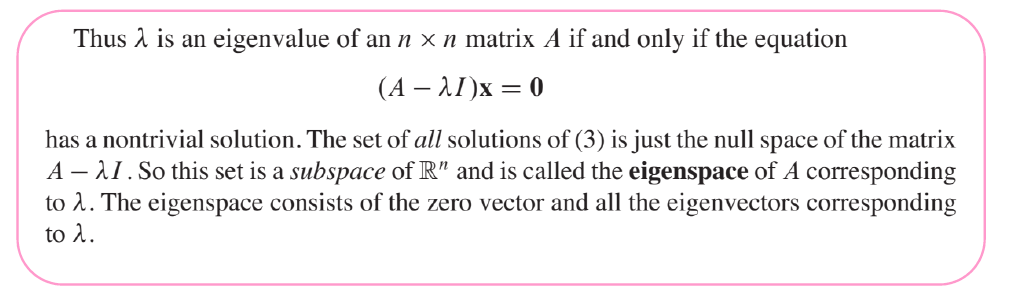 Thus λ is an eigenvalue of an n × n matrix A if and only if the equation
(A − λI)x = 0
has a nontrivial solution. The set of all solutions of (3) is just the null space of the matrix
A − λI. So this set is a subspace of ℝⁿ and is called the eigenspace of A corresponding
to λ. The eigenspace consists of the zero vector and all the eigenvectors corresponding
to λ.